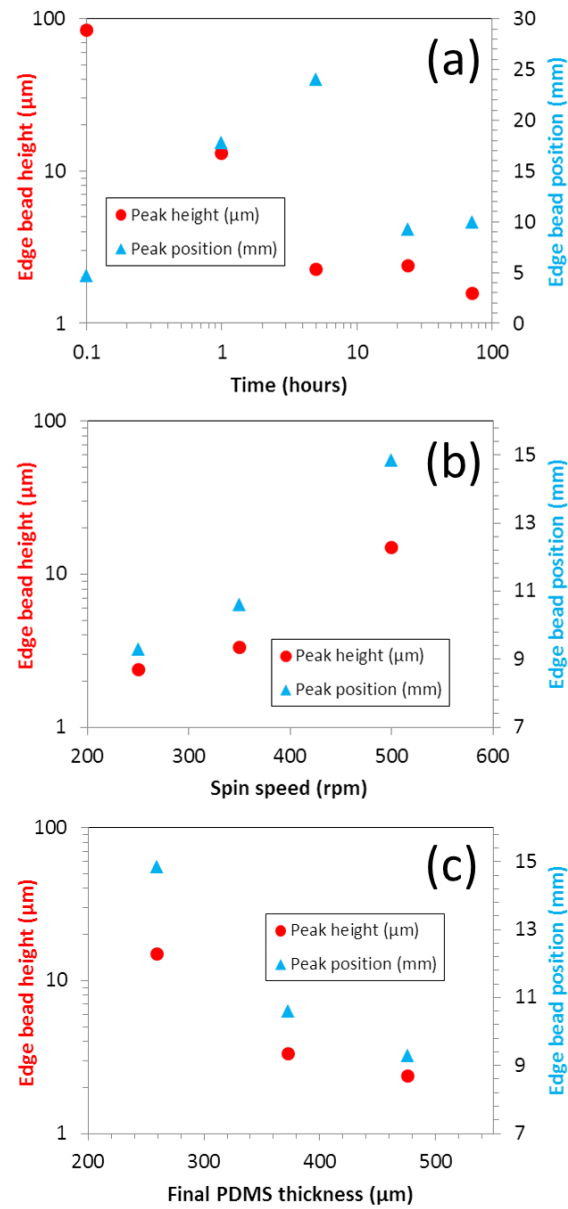 (a)
Edge bead height (µm)
100
10
1
Edge bead position (mm)
30
25
20
15
10
5
0
Peak height (µm)
Peak position (mm)
0.1 1 10 100
Time (hours)
(b)
Edge bead height (µm)
100
10
1
Edge bead position (mm)
15
13
11
9
7
Peak height (µm)
Peak position (mm)
200 300 400 500 600
Spin speed (rpm)
(c)
Edge bead height (µm)
100
10
1
Edge bead position (mm)
15
13
11
9
7
Peak height (µm)
Peak position (mm)
200 300 400 500
Final PDMS thickness (µm)